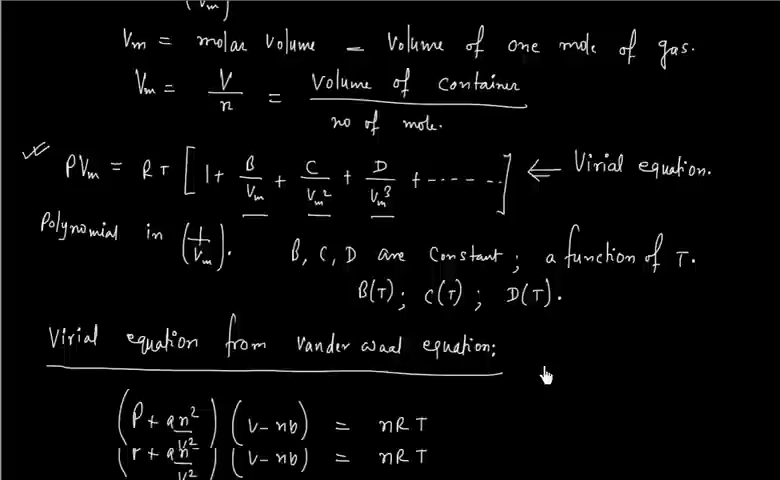 (Vm)
Vm = molar volume - Volume of one mole of gas.
Vm = V/n = Volume of container / no of mole.
PVm = RT [1 + B/Vm + C/Vm² + D/Vm³ + ------] ← Virial equation.
Polynomial in (1/Vm). B, C, D are constant; a function of T.
B(T); C(T); D(T).
Virial equation from Vander waal equation:
(P + an²/V²) (V - nb) = nRT
(r + an²/V²) (V - nb) = nRT